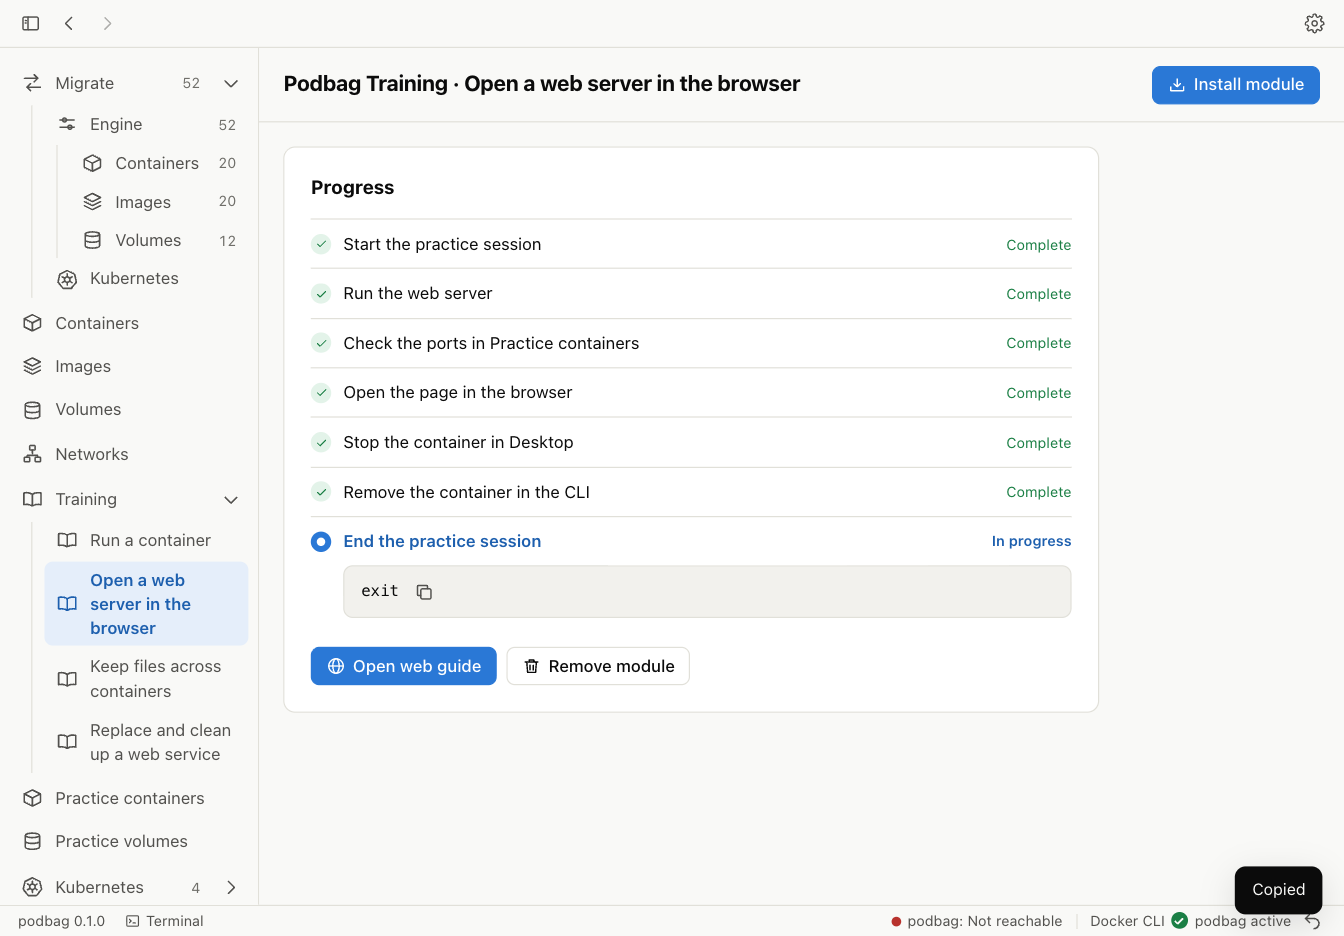 Migrate 52
Engine 52
Containers 20
Images 20
Volumes 12
Kubernetes
Containers
Images
Volumes
Networks
Training
Run a container
Open a web
server in the
browser
Keep files across
containers
Replace and clean
up a web service
Practice containers
Practice volumes
Kubernetes 4
Podbag Training · Open a web server in the browser
Install module
Progress
Start the practice session Complete
Run the web server Complete
Check the ports in Practice containers Complete
Open the page in the browser Complete
Stop the container in Desktop Complete
Remove the container in the CLI Complete
End the practice session In progress
exit
Open web guide Remove module
Copied
podbag 0.1.0 Terminal podbag: Not reachable Docker CLI podbag active